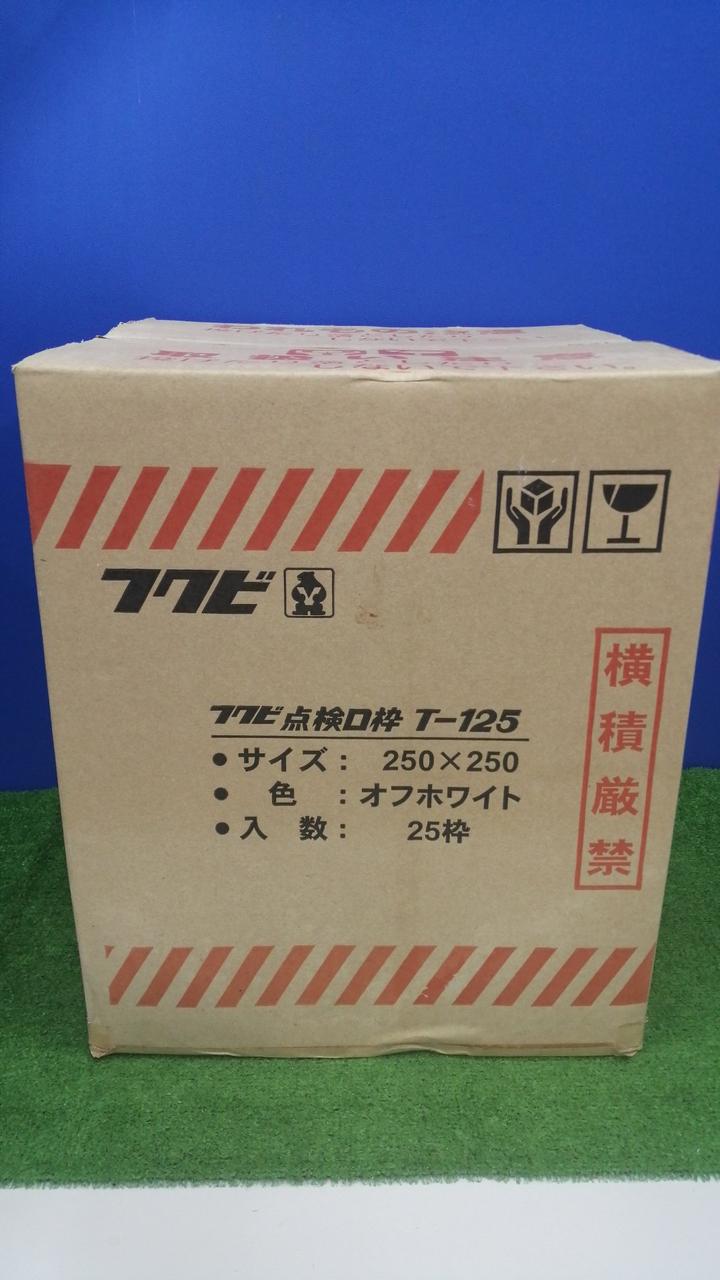 フクビ
フクビ点検口枠 T-125
●サイズ: 250×250
●色:オフホワイト
●入数: 25枠
横積厳禁